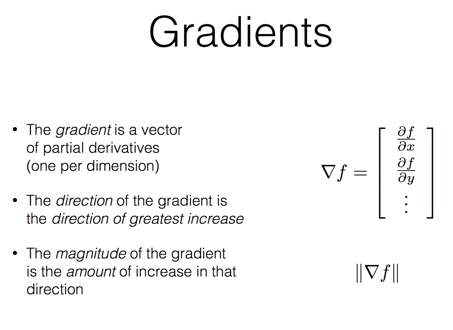 Gradients
• The gradient is a vector
of partial derivatives
(one per dimension)
• The direction of the gradient is
the direction of greatest increase
• The magnitude of the gradient
is the amount of increase in that
direction
∇f = [ ∂f/∂x
∂f/∂y
⋮ ]
‖∇f‖